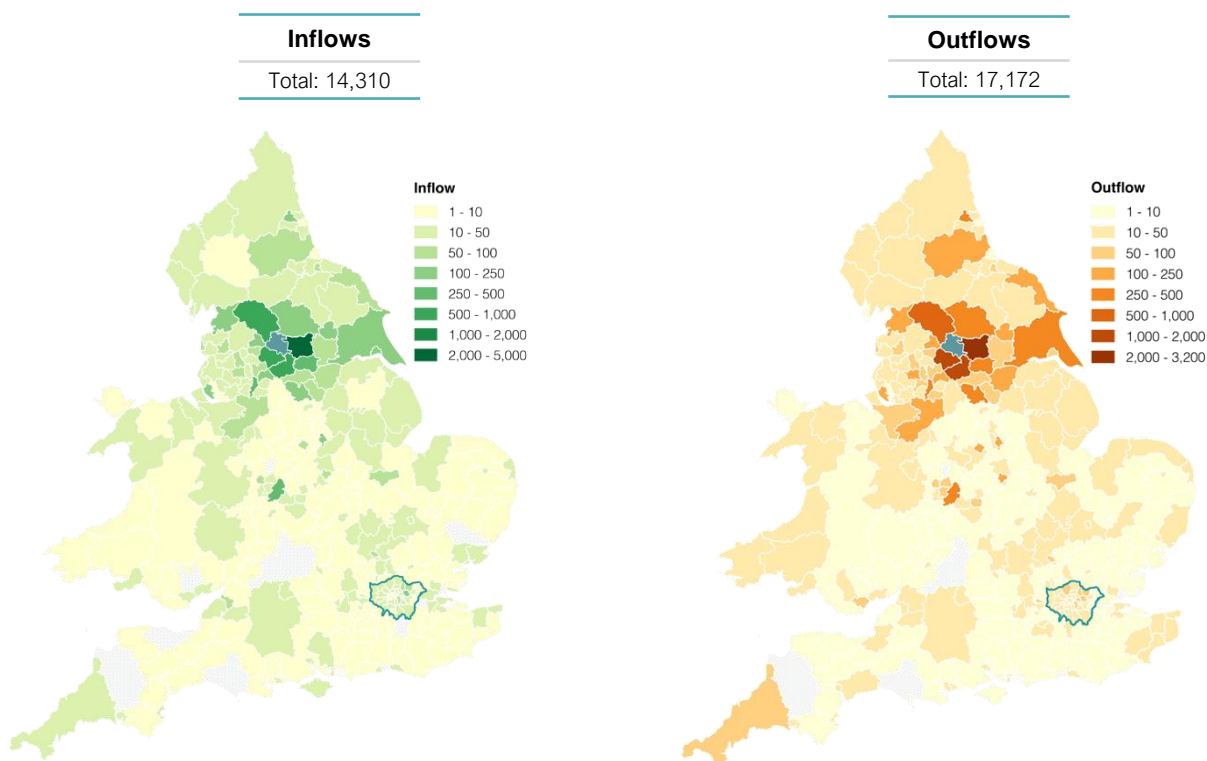 Inflows
Total: 14,310
Inflow
1 - 10
10 - 50
50 - 100
100 - 250
250 - 500
500 - 1,000
1,000 - 2,000
2,000 - 5,000
Outflows
Total: 17,172
Outflow
1 - 10
10 - 50
50 - 100
100 - 250
250 - 500
500 - 1,000
1,000 - 2,000
2,000 - 3,200